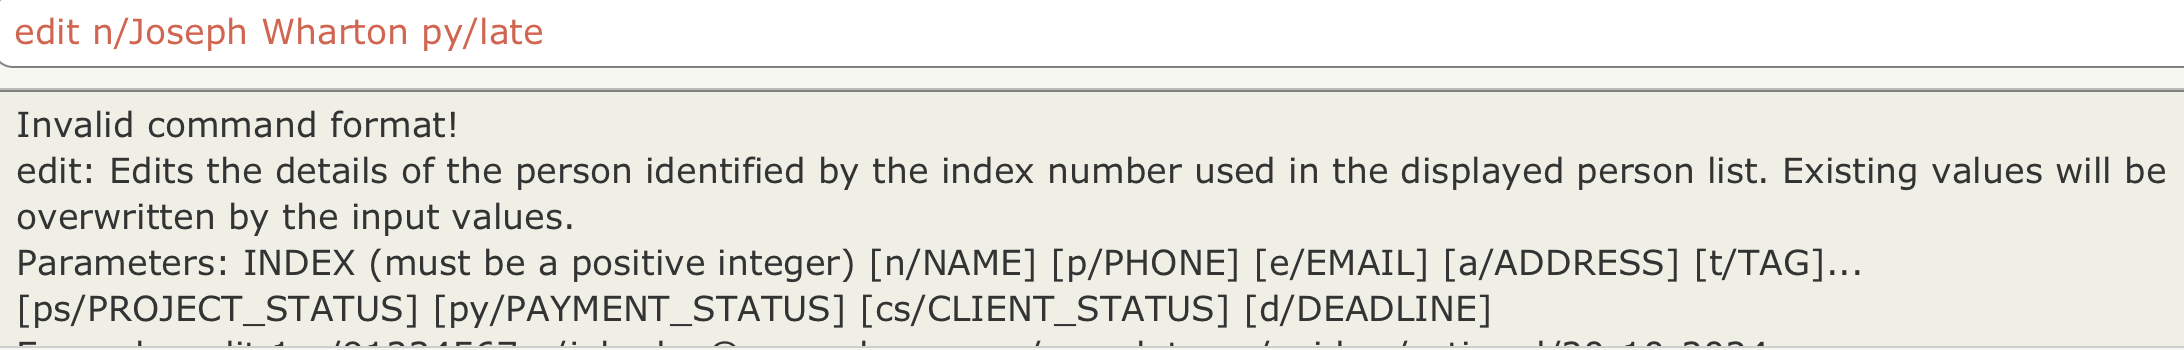 edit n/Joseph Wharton py/late
Invalid command format!
edit: Edits the details of the person identified by the index number used in the displayed person list. Existing values will be
overwritten by the input values.
Parameters: INDEX (must be a positive integer) [n/NAME] [p/PHONE] [e/EMAIL] [a/ADDRESS] [t/TAG]...
[ps/PROJECT_STATUS] [py/PAYMENT_STATUS] [cs/CLIENT_STATUS] [d/DEADLINE]